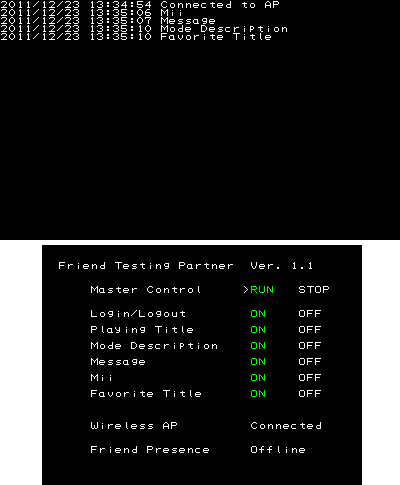 2011/12/23 13:34:54 Connected to AP
2011/12/23 13:35:06 Mii
2011/12/23 13:35:07 Message
2011/12/23 13:35:10 Mode Description
2011/12/23 13:35:10 Favorite Title
Friend Testing Partner Ver. 1.1
Master Control >RUN STOP
Login/Logout ON OFF
Playing Title ON OFF
Mode Description ON OFF
Message ON OFF
Mii ON OFF
Favorite Title ON OFF
Wireless AP Connected
Friend Presence Offline